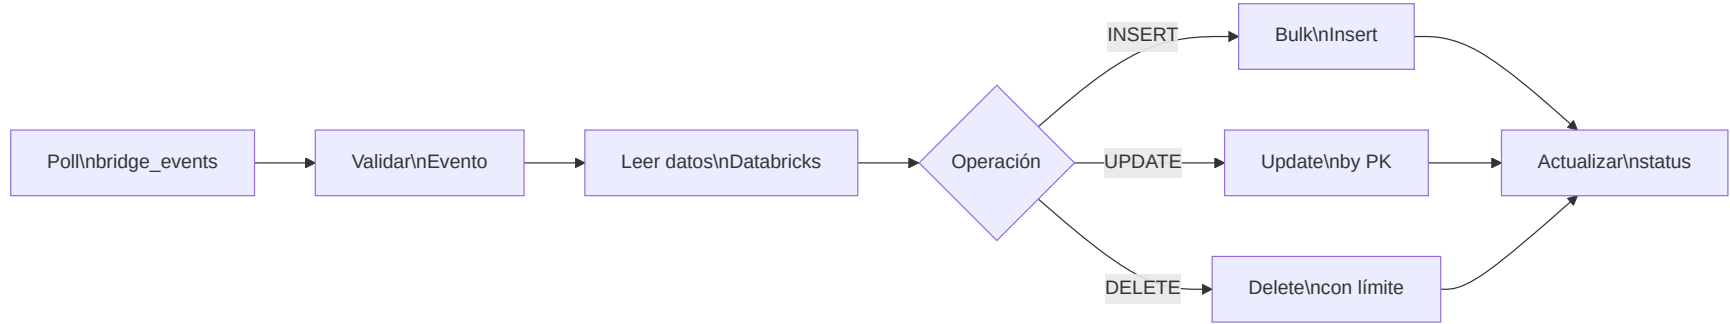 Poll\nbridge_events
Validar\nEvento
Leer datos\nDatabricks
Operación
INSERT
Bulk\nInsert
UPDATE
Update\nby PK
DELETE
Delete\ncon límite
Actualizar\nstatus